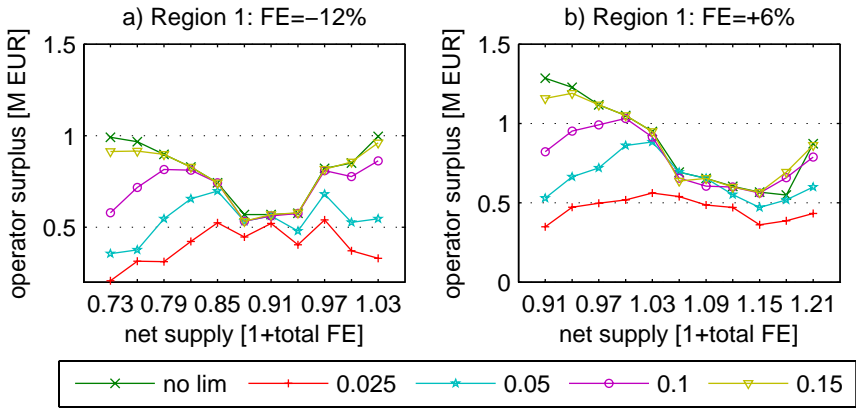 a) Region 1: FE=−12%
operator surplus [M EUR]
1.5
1
0.5
0.73 0.79 0.85 0.91 0.97 1.03
net supply [1+total FE]
b) Region 1: FE=+6%
operator surplus [M EUR]
1.5
1
0.5
0
0.91 0.97 1.03 1.09 1.15 1.21
net supply [1+total FE]
no lim 0.025 0.05 0.1 0.15